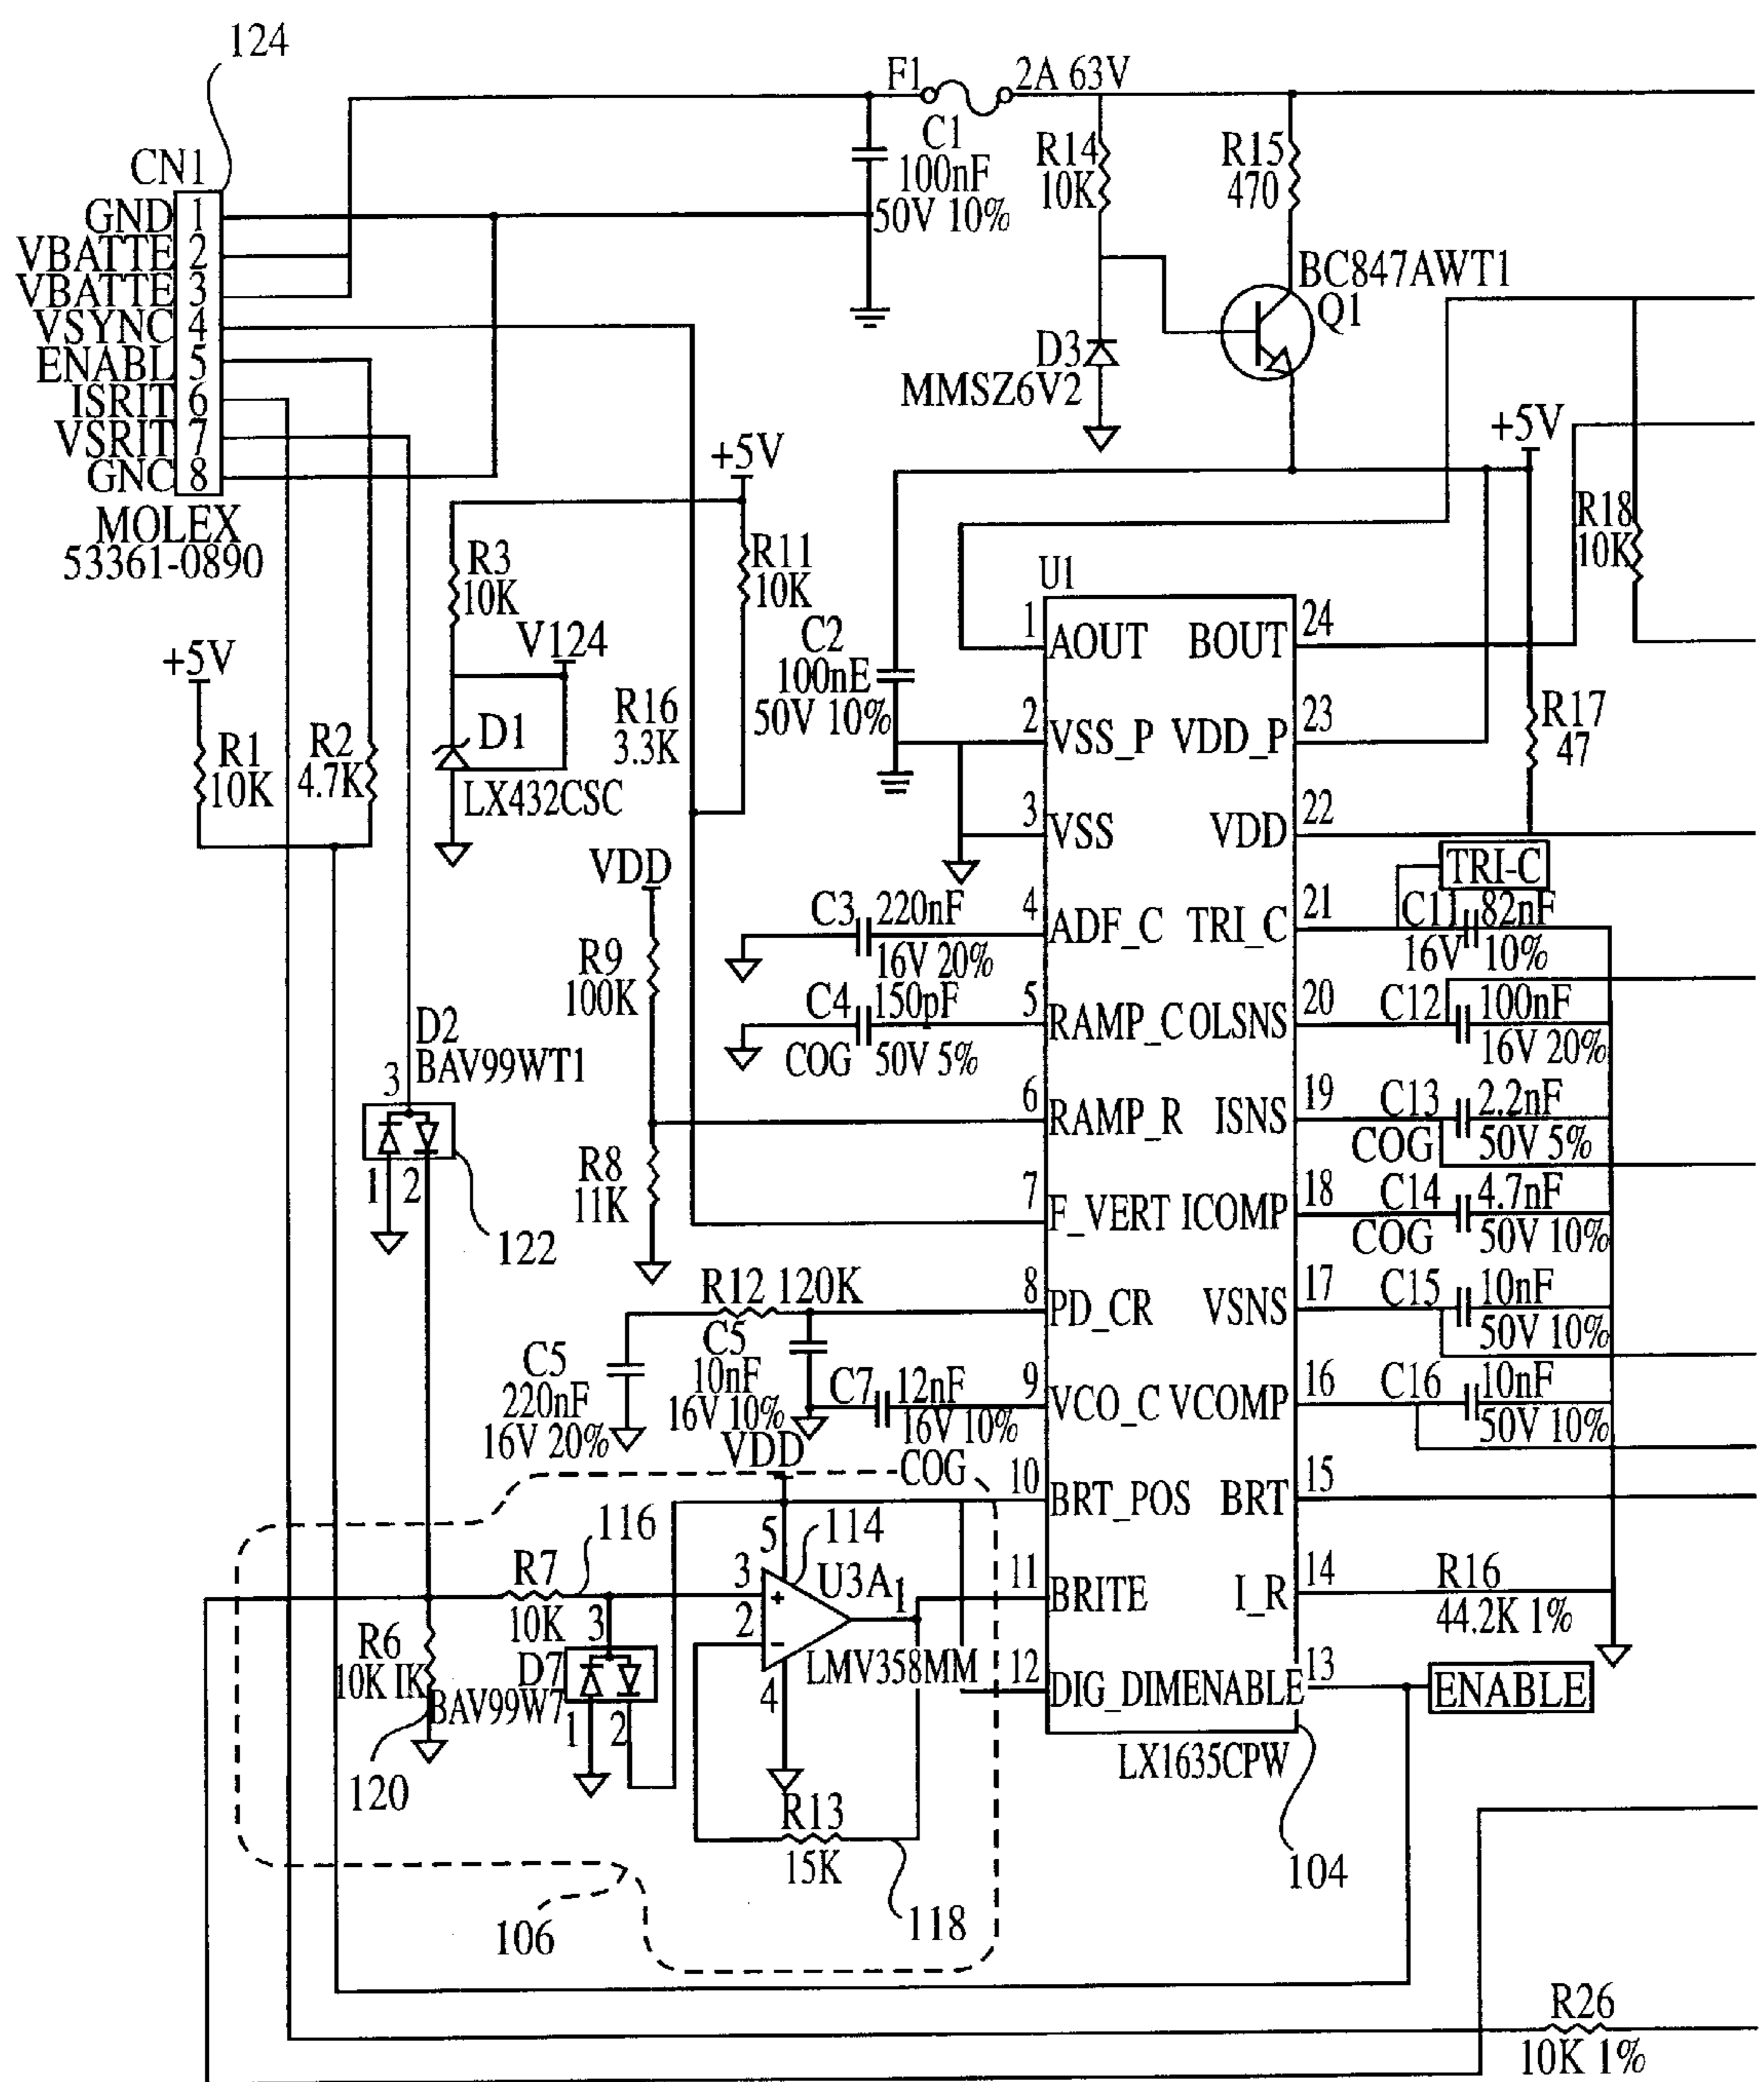 124
F1
2A 63V
C1
100nF
50V 10%
R14
10K
R15
470
CN1
GND 1
VBATTE 2
VBATTE 3
VSYNC 4
ENABL 5
ISRIT 6
VSRIT 7
GNC 8
MOLEX
53361-0890
BC847AWT1
Q1
D3
MMSZ6V2
+5V
+5V
R3
10K
R11
10K
R18
10K
V124
+5V
R1
10K
R2
4.7K
D1
LX432CSC
R16
3.3K
C2
100nE
50V 10%
R17
47
U1
1 AOUT BOUT 24
2 VSS_P VDD_P 23
3 VSS VDD 22
4 ADF_C TRI_C 21
5 RAMP_C OLSNS 20
6 RAMP_R ISNS 19
7 F_VERT ICOMP 18
8 PD_CR VSNS 17
9 VCO_C VCOMP 16
10 BRT_POS BRT 15
11 BRITE I_R 14
12 DIG_DIM ENABLE 13
LX1635CPW
104
TRI-C
C11 82nF
16V 10%
C12 100nF
16V 20%
C13 2.2nF
COG 50V 5%
C14 4.7nF
COG 50V 10%
C15 10nF
50V 10%
C16 10nF
50V 10%
R16
44.2K 1%
ENABLE
VDD
R9
100K
R8
11K
C3 220nF
16V 20%
C4 150pF
COG 50V 5%
D2
BAV99WT1
3
1 2
122
R12 120K
C5
220nF
16V 20%
C5
10nF
16V 10%
C7 12nF
16V 10%
COG
VDD
116
R7
10K
5
114
3
+
2
-
U3A
1
LMV358MM
4
R6
10K IK
120
3
D7
BAV99W7
1 2
R13
15K
118
106
R26
10K 1%